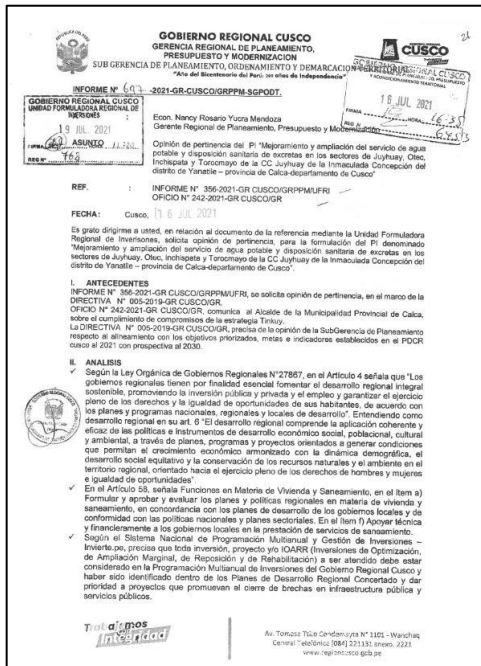 GOBIERNO REGIONAL CUSCO
GERENCIA REGIONAL DE PLANEAMIENTO,
PRESUPUESTO Y MODERNIZACION
SUB GERENCIA DE PLANEAMIENTO, ORDENAMIENTO Y DEMARCACION TERRITORIAL
"Año del Bicentenario del Perú: 200 años de Independencia"
CUSCO
INFORME N° 697 -2021-GR-CUSCO/GRPPM-SGPODT.
GOBIERNO REGIONAL CUSCO
UNIDAD FORMULADORA REGIONAL DE
INVERSIONES
19 JUL. 2021
REG N° 768
16 JUL 2021
FIRMA HORA 16:35
:
Econ. Nancy Rosario Yucra Mendoza
Gerente Regional de Planeamiento, Presupuesto y Modernización
ASUNTO :
Opinión de pertinencia del PI "Mejoramiento y ampliación del servicio de agua
potable y disposición sanitaria de excretas en los sectores de Juyhuay, Otec,
Inchispata y Torocmayo de la CC Juyhuay de la Inmaculada Concepción del
distrito de Yanatile – provincia de Calca-departamento de Cusco"
REF. :
INFORME N° 356-2021-GR CUSCO/GRPPM/UFRI
OFICIO N° 242-2021-GR CUSCO/GR
FECHA: Cusco, 16 JUL 2021
Es grato dirigirme a usted, en relación al documento de la referencia mediante la Unidad Formuladora
Regional de Inversiones, solicita opinión de pertinencia, para la formulación del PI denominado
"Mejoramiento y ampliación del servicio de agua potable y disposición sanitaria de excretas en los
sectores de Juyhuay, Otec, Inchispata y Torocmayo de la CC Juyhuay de la Inmaculada Concepción del
distrito de Yanatile – provincia de Calca-departamento de Cusco".
I. ANTECEDENTES
INFORME N° 356-2021-GR CUSCO/GRPPM/UFRI, se solicita opinión de pertinencia, en el marco de la
DIRECTIVA N° 005-2019-GR CUSCO/GR.
OFICIO N° 242-2021-GR CUSCO/GR, comunica al Alcalde de la Municipalidad Provincial de Calca,
sobre el cumplimiento de compromisos de la estrategia Tinkuy.
La DIRECTIVA N° 005-2019-GR CUSCO/GR, precisa de la opinión de la SubGerencia de Planeamiento
respecto al alineamiento con los objetivos priorizados, metas e indicadores establecidos en el PDCR
cusco al 2021 con prospectiva al 2030.
II. ANALISIS
✓ Según la Ley Orgánica de Gobiernos Regionales N°27867, en el Artículo 4 señala que "Los
gobiernos regionales tienen por finalidad esencial fomentar el desarrollo regional integral
sostenible, promoviendo la inversión pública y privada y el empleo y garantizar el ejercicio
pleno de los derechos y la igualdad de oportunidades de sus habitantes, de acuerdo con
los planes y programas nacionales, regionales y locales de desarrollo". Entendiendo como
desarrollo regional en su art. 6 "El desarrollo regional comprende la aplicación coherente y
eficaz de las políticas e instrumentos de desarrollo económico social, poblacional, cultural
y ambiental, a través de planes, programas y proyectos orientados a generar condiciones
que permitan el crecimiento económico armonizado con la dinámica demográfica, el
desarrollo social equitativo y la conservación de los recursos naturales y el ambiente en el
territorio regional, orientado hacia el ejercicio pleno de los derechos de hombres y mujeres
e igualdad de oportunidades".
✓ En el Artículo 58, señala Funciones en Materia de Vivienda y Saneamiento, en el ítem a)
Formular y aprobar y evaluar los planes y políticas regionales en materia de vivienda y
saneamiento, en concordancia con los planes de desarrollo de los gobiernos locales y de
conformidad con las políticas nacionales y planes sectoriales. En el ítem f) Apoyar técnica
y financieramente a los gobiernos locales en la prestación de servicios de saneamiento.
✓ Según el Sistema Nacional de Programación Multianual y Gestión de Inversiones –
Invierte.pe, precisa que toda inversión, proyecto y/o IOARR (Inversiones de Optimización,
de Ampliación Marginal, de Reposición y de Rehabilitación) a ser atendido debe estar
considerado en la Programación Multianual de Inversiones del Gobierno Regional Cusco y
haber sido identificado dentro de los Planes de Desarrollo Regional Concertado y dar
prioridad a proyectos que promuevan el cierre de brechas en infraestructura pública y
servicios públicos.
Trabajamos
con
Integridad
Av. Tomasa Ttito Condemayta N° 1101 - Wanchaq
Central Telefónica (084) 221131 anexo. 2221
www.regioncusco.gob.pe